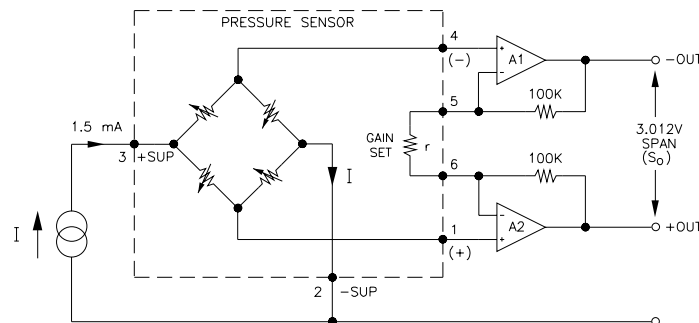 PRESSURE SENSOR
4
(−)
A1
−OUT
5
100K
1.5 mA
GAIN
SET
r
3.012V
SPAN
(So)
3 +SUP
6
100K
I
I
A2
+OUT
1
(+)
2 −SUP